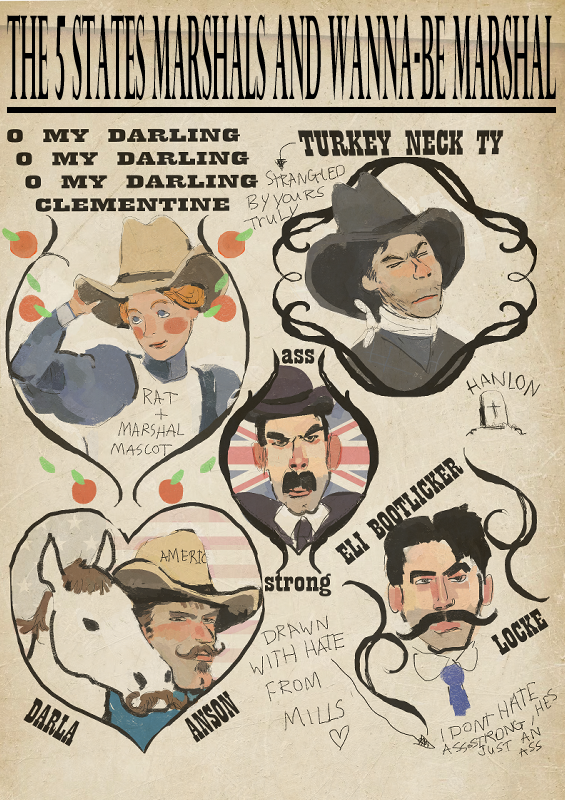 THE 5 STATES MARSHALS AND WANNA-BE MARSHAL
O MY DARLING
O MY DARLING
O MY DARLING
CLEMENTINE
TURKEY NECK TY
STRANGLED
BY YOURS
TRULY
RAT
+
MARSHAL
MASCOT
ass
strong
HANLON
ELI BOOTLICKER
LOCKE
AMERIC
DARLA
ANSON
DRAWN
WITH HATE
FROM
MILLS
I DONT HATE
ASSSTRONG, HES
JUST AN
ASS